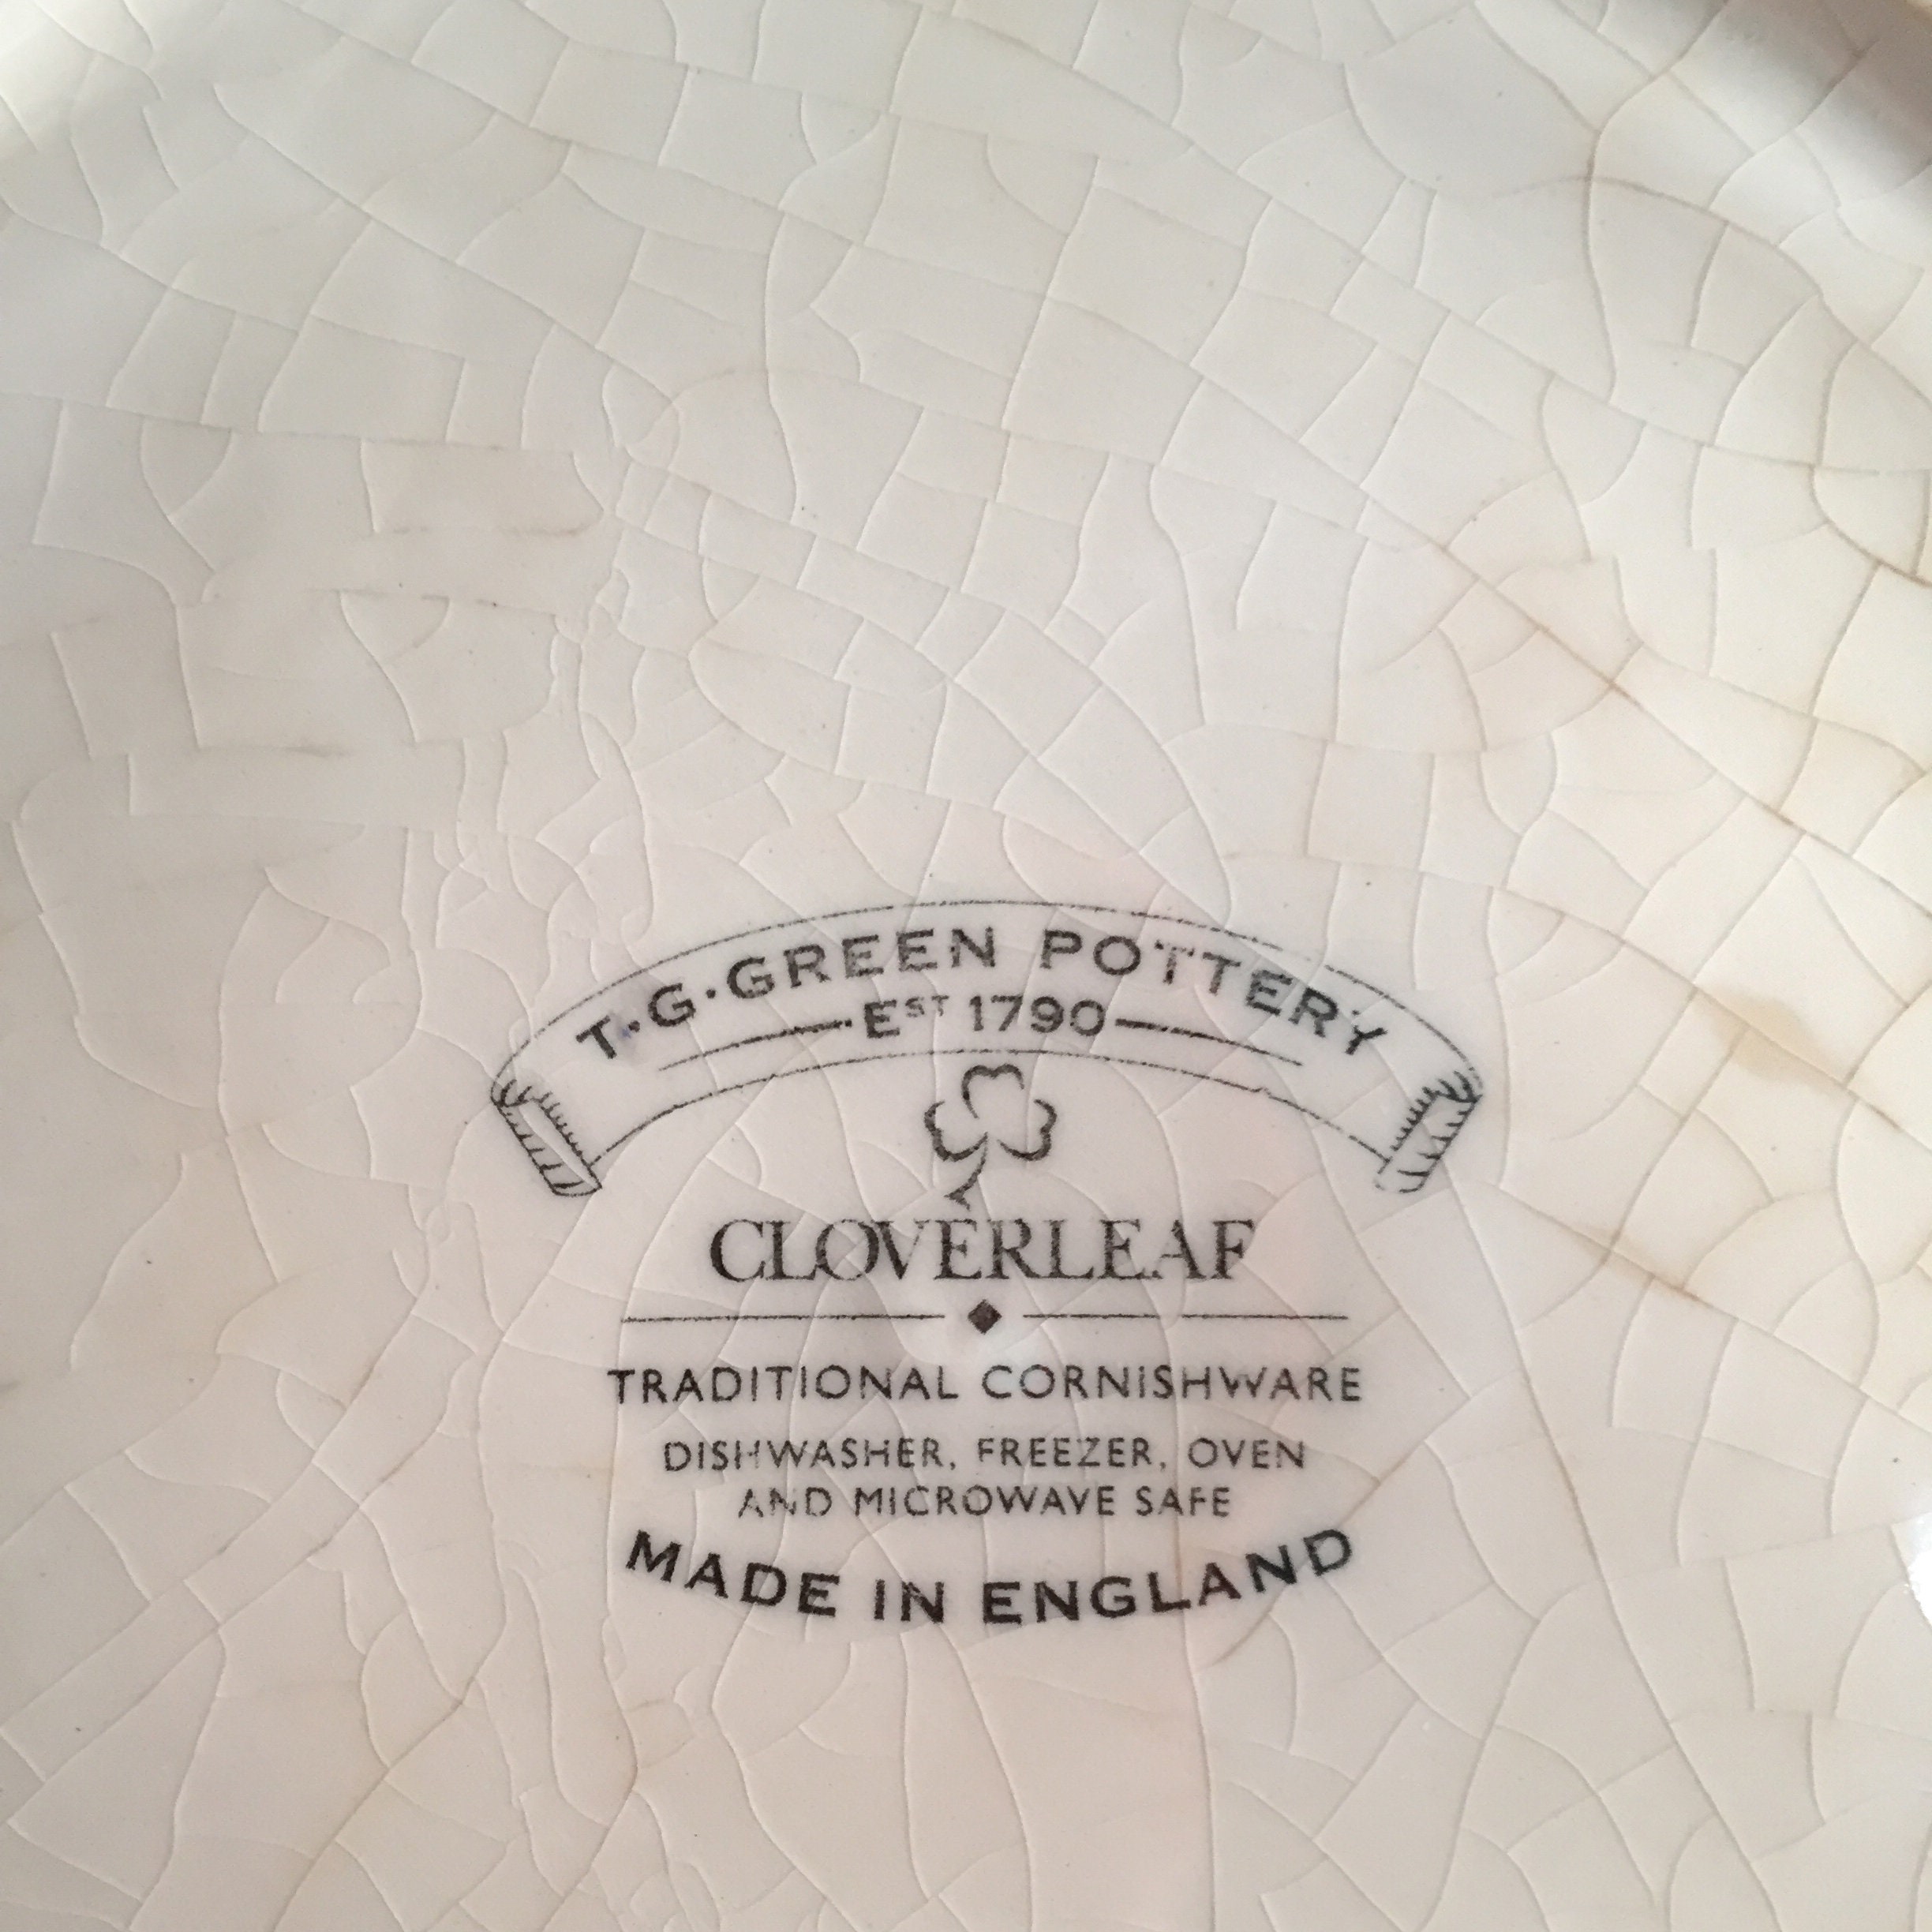 T·G·GREEN POTTERY
EST 1790
CLOVERLEAF
TRADITIONAL CORNISHWARE
DISHWASHER, FREEZER, OVEN
AND MICROWAVE SAFE
MADE IN ENGLAND